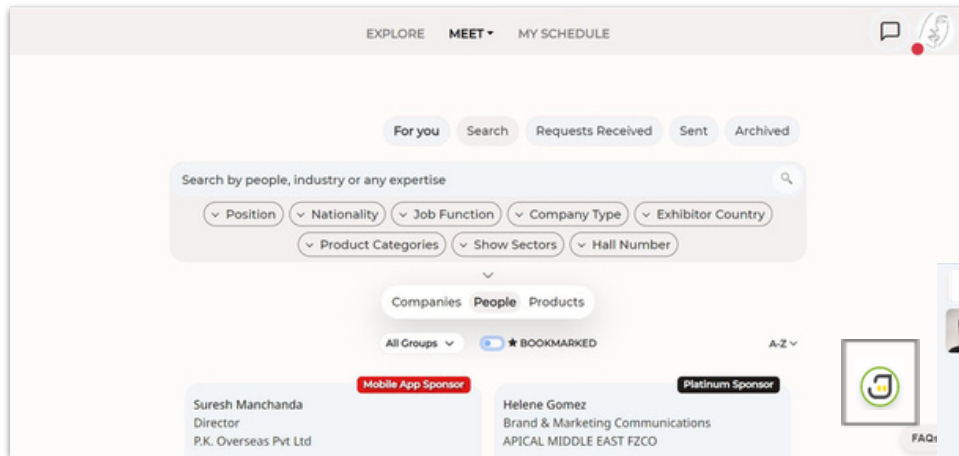 EXPLORE MEET MY SCHEDULE
For you Search Requests Received Sent Archived
Search by people, industry or any expertise
Position Nationality Job Function Company Type Exhibitor Country
Product Categories Show Sectors Hall Number
Companies People Products
All Groups ★ BOOKMARKED A-Z
Mobile App Sponsor
Suresh Manchanda
Director
P.K. Overseas Pvt Ltd
Platinum Sponsor
Helene Gomez
Brand & Marketing Communications
APICAL MIDDLE EAST FZCO
FAQs